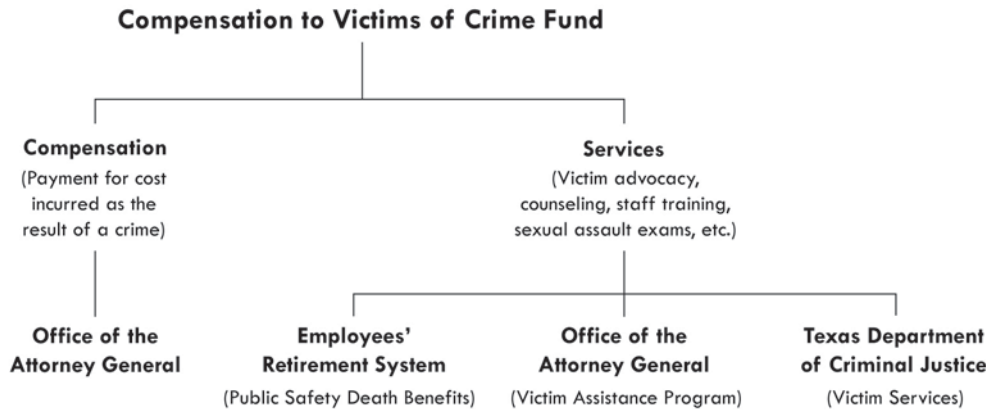 Compensation to Victims of Crime Fund
Compensation
(Payment for cost
incurred as the
result of a crime)
Services
(Victim advocacy,
counseling, staff training,
sexual assault exams, etc.)
Office of the
Attorney General
Employees’
Retirement System
(Public Safety Death Benefits)
Office of the
Attorney General
(Victim Assistance Program)
Texas Department
of Criminal Justice
(Victim Services)